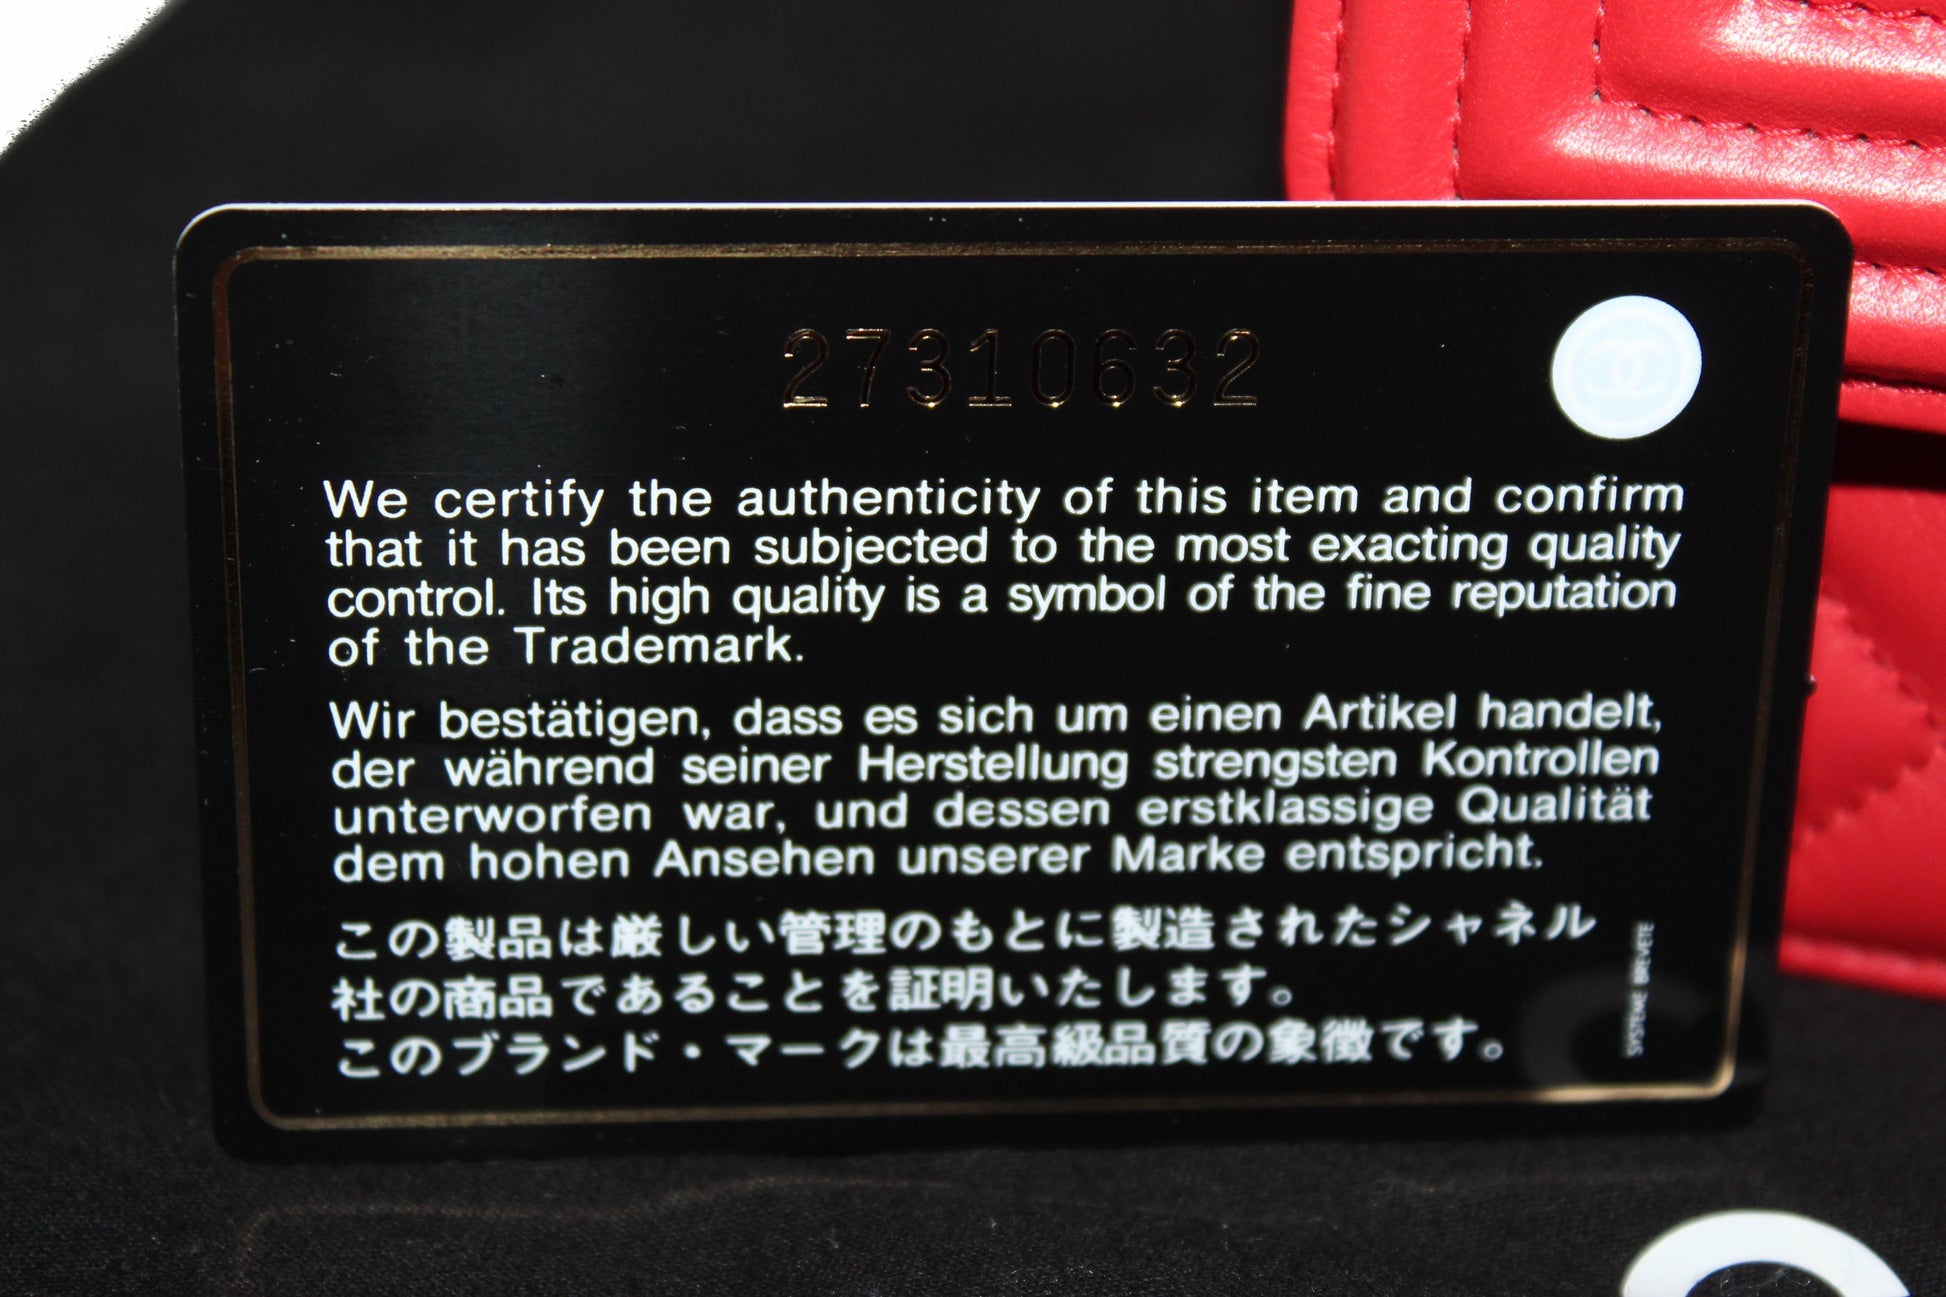 27310632
We certify the authenticity of this item and confirm
that it has been subjected to the most exacting quality
control. Its high quality is a symbol of the fine reputation
of the Trademark.
Wir bestätigen, dass es sich um einen Artikel handelt,
der während seiner Herstellung strengsten Kontrollen
unterworfen war, und dessen erstklassige Qualität
dem hohen Ansehen unserer Marke entspricht.
この製品は厳しい管理のもとに製造されたシャネル
社の商品であることを証明いたします。
このブランド・マークは最高級品質の象徴です。
SYSTEME BREVETE